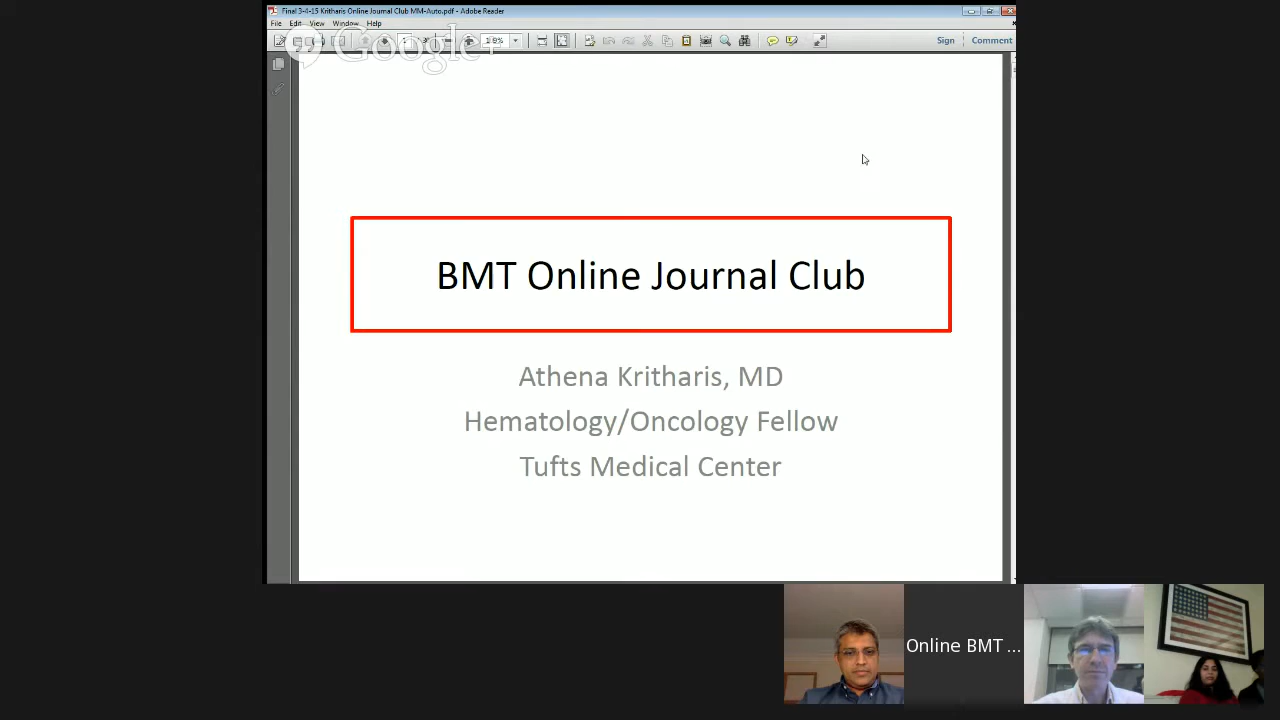 Final 3-4-15 Kritharis Online Journal Club MM-Auto.pdf - Adobe Reader
File Edit View Window Help
Google+
Sign Comment
BMT Online Journal Club
Athena Kritharis, MD
Hematology/Oncology Fellow
Tufts Medical Center
Online BMT ...